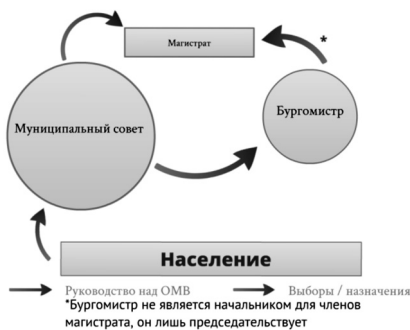 Магистрат
*
Муниципальный совет
Бургомистр
Население
Руководство над ОМВ
Выборы / назначения
*Бургомистр не является начальником для членов
магистрата, он лишь председательствует